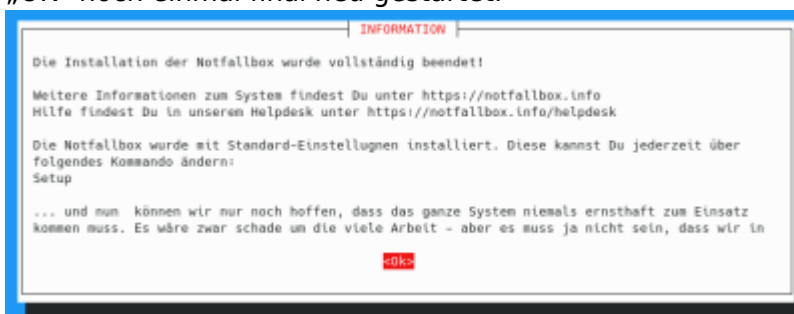 „OK“ noch einmal final neu gestartet.
INFORMATION
Die Installation der Notfallbox wurde vollständig beendet!
Weitere Informationen zum System findest Du unter https://notfallbox.info
Hilfe findest Du in unserem Helpdesk unter https://notfallbox.info/helpdesk
Die Notfallbox wurde mit Standard-Einstellugnen installiert. Diese kannst Du jederzeit über
folgendes Kommando ändern:
Setup
... und nun  können wir nur noch hoffen, dass das ganze System niemals ernsthaft zum Einsatz
kommen muss. Es wäre zwar schade um die viele Arbeit – aber es muss ja nicht sein, dass wir in
<Ok>